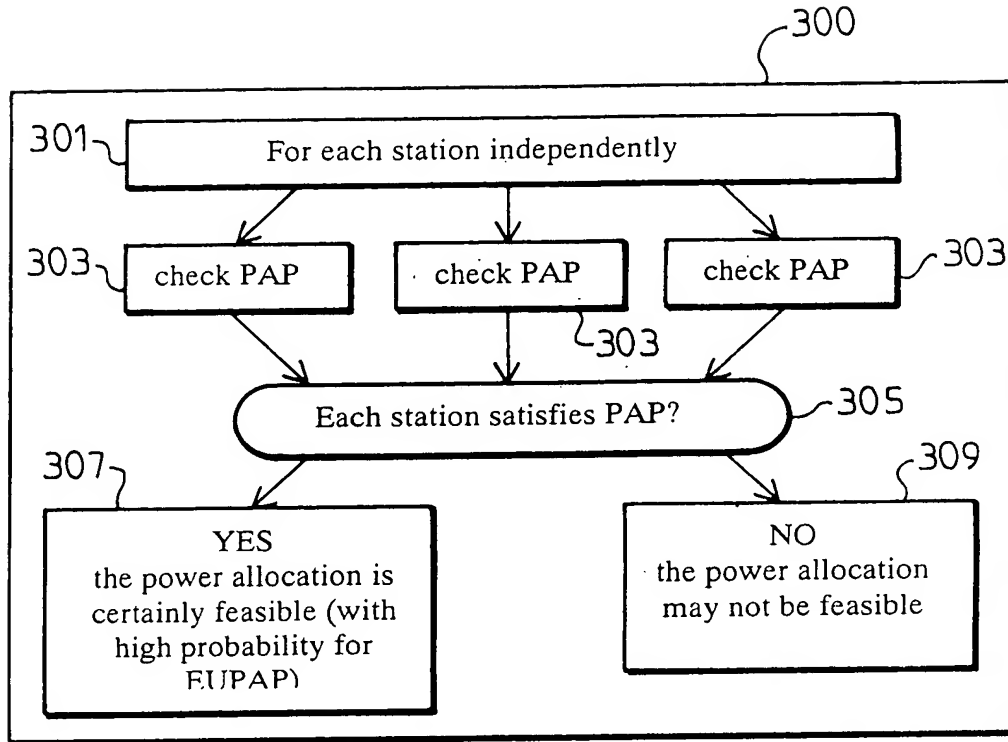 300
301
For each station independently
303
check PAP
check PAP
check PAP
303
303
Each station satisfies PAP?
305
307
309
YES
the power allocation is
certainly feasible (with
high probability for
EUPAP)
NO
the power allocation
may not be feasible